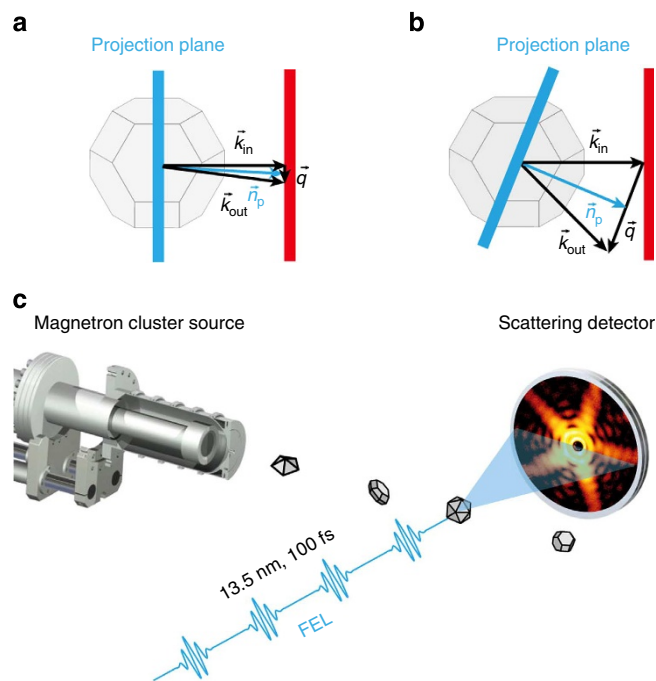 a
Projection plane
k⃗in
q⃗
n⃗p
k⃗out
b
Projection plane
k⃗in
n⃗p
q⃗
k⃗out
c
Magnetron cluster source
Scattering detector
13.5 nm, 100 fs
FEL